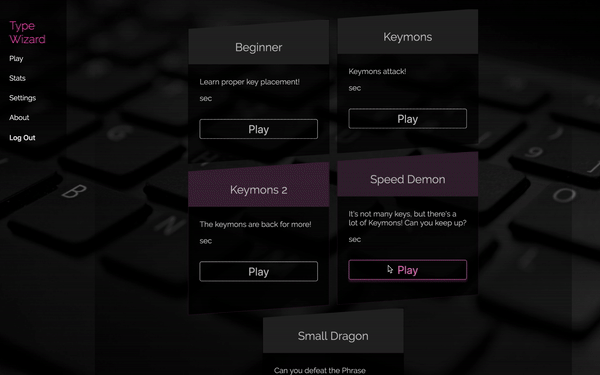 Type
Wizard
Play
Stats
Settings
About
Log Out
Beginner
Learn proper key placement!
sec
Play
Keymons
Keymons attack!
sec
Play
Keymons 2
The keymons are back for more!
sec
Play
Speed Demon
It's not many keys, but there's a
lot of Keymons! Can you keep up?
sec
Play
Small Dragon
Can you defeat the Phrase